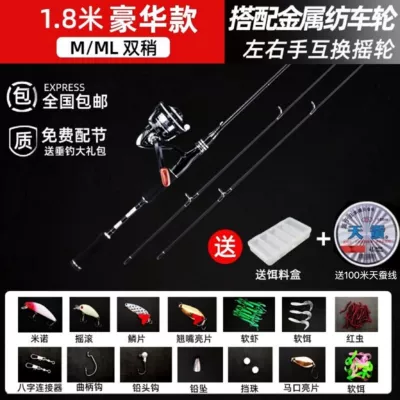 1.8米 豪华款
M/ML 双稍
搭配金属纺车轮
左右手互换摇轮
包
EXPRESS
全国包邮
质
免费配节
送垂钓大礼包
送
+
天蚕
送饵料盒
送100米天蚕线
米诺
摇滚
鳞片
翘嘴亮片
软虾
软饵
红虫
八字连接器
曲柄钩
铅头钩
铅坠
挡珠
马口亮片
软饵